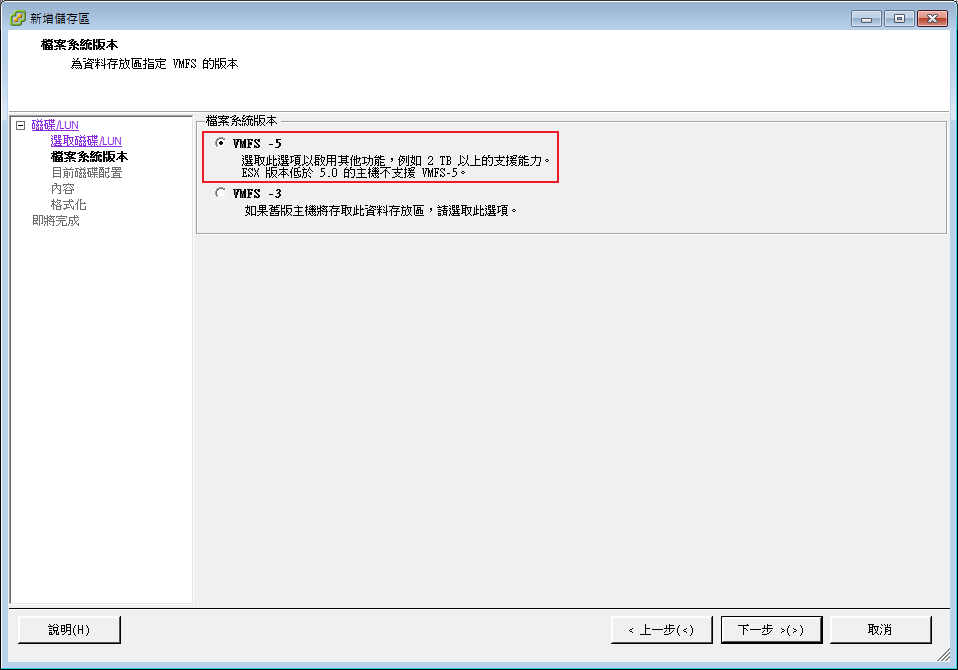 新增儲存區
檔案系統版本
為資料存放區指定 VMFS 的版本
磁碟/LUN
選取磁碟/LUN
檔案系統版本
目前磁碟配置
內容
格式化
即將完成
檔案系統版本
VMFS -5
選取此選項以啟用其他功能，例如 2 TB 以上的支援能力。
ESX 版本低於 5.0 的主機不支援 VMFS-5。
VMFS -3
如果舊版主機將存取此資料存放區，請選取此選項。
說明(H)
< 上一步(<)
下一步 >(>)
取消